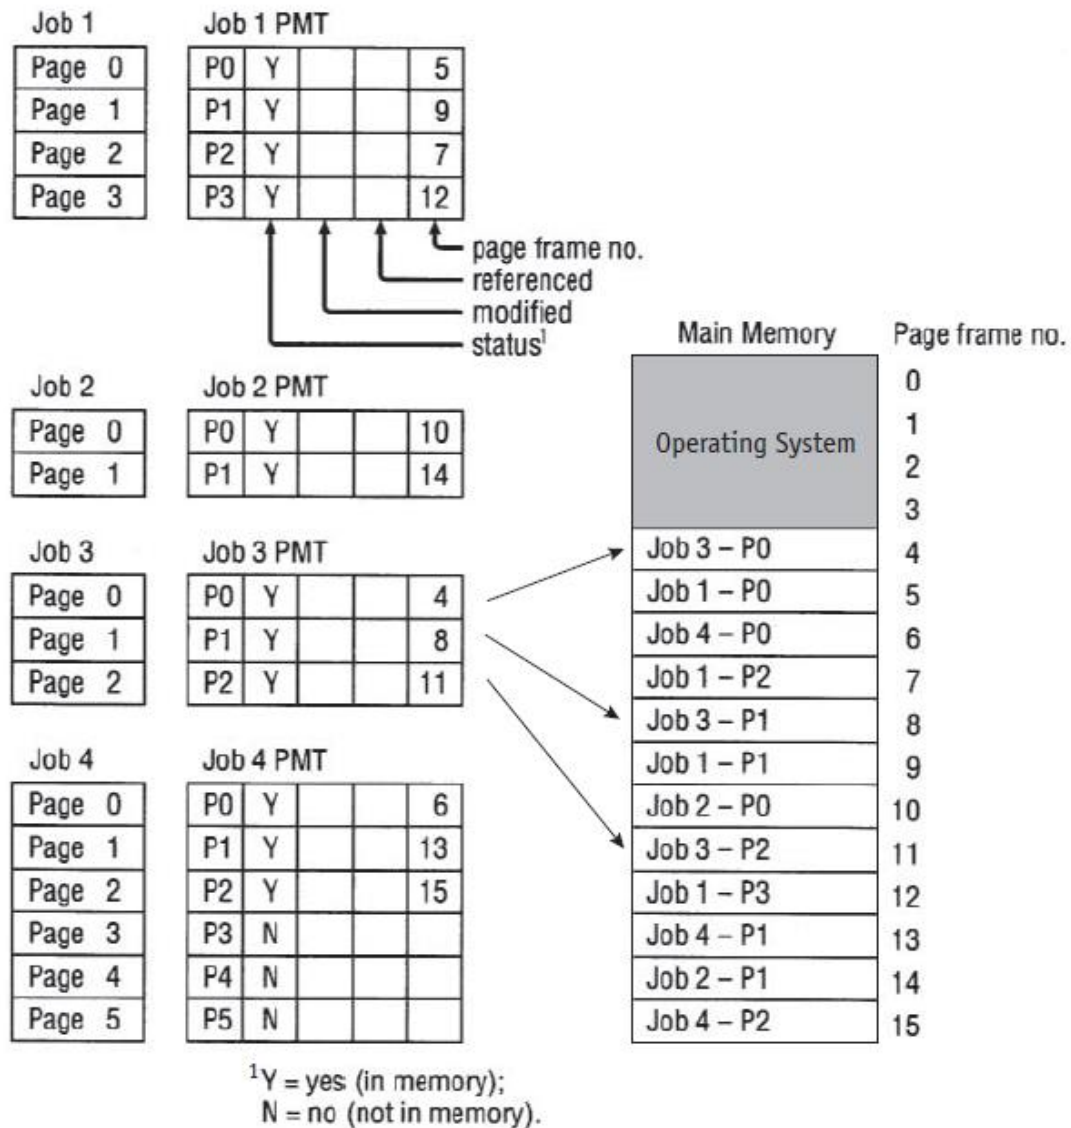 Job 1 Job 1 PMT
Page 0 P0 Y 5
Page 1 P1 Y 9
Page 2 P2 Y 7
Page 3 P3 Y 12
page frame no.
referenced
modified
status¹
Job 2 Job 2 PMT
Page 0 P0 Y 10
Page 1 P1 Y 14
Job 3 Job 3 PMT
Page 0 P0 Y 4
Page 1 P1 Y 8
Page 2 P2 Y 11
Job 4 Job 4 PMT
Page 0 P0 Y 6
Page 1 P1 Y 13
Page 2 P2 Y 15
Page 3 P3 N
Page 4 P4 N
Page 5 P5 N
¹Y = yes (in memory);
N = no (not in memory).
Main Memory Page frame no.
0
1
Operating System
2
3
Job 3 – P0 4
Job 1 – P0 5
Job 4 – P0 6
Job 1 – P2 7
Job 3 – P1 8
Job 1 – P1 9
Job 2 – P0 10
Job 3 – P2 11
Job 1 – P3 12
Job 4 – P1 13
Job 2 – P1 14
Job 4 – P2 15